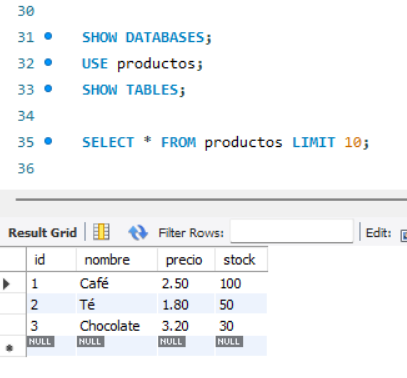 30
31 SHOW DATABASES;
32 USE productos;
33 SHOW TABLES;
34
35 SELECT * FROM productos LIMIT 10;
36
Result Grid Filter Rows: Edit:
id nombre precio stock
1 Café 2.50 100
2 Té 1.80 50
3 Chocolate 3.20 30
NULL NULL NULL NULL